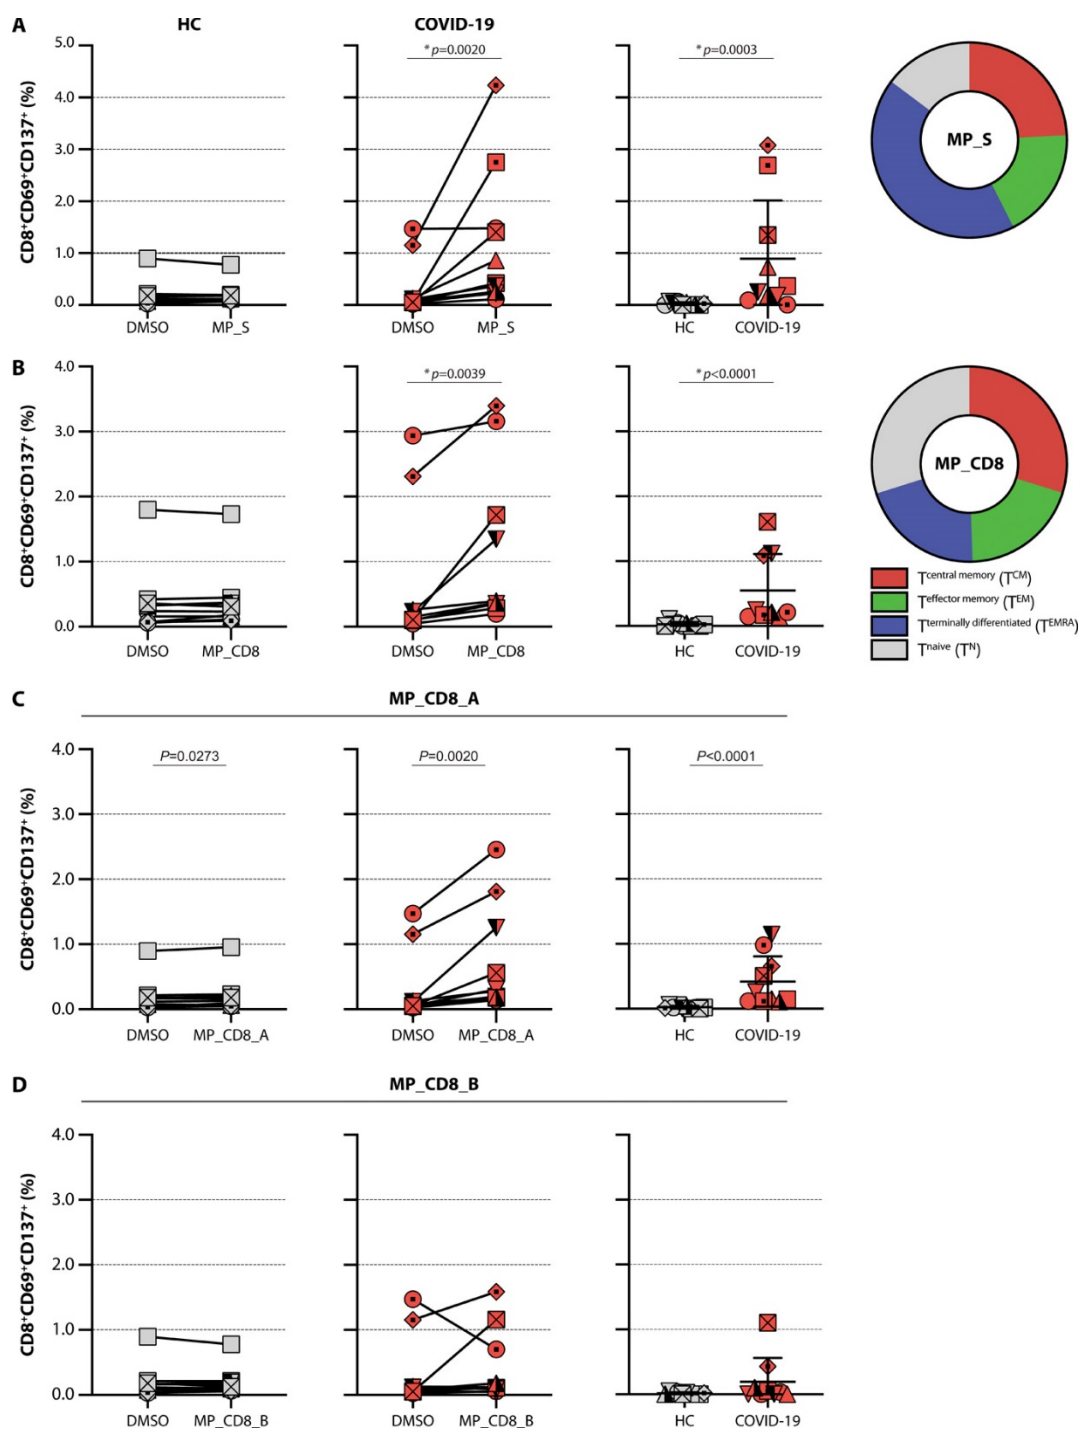 A
HC
COVID-19
CD8⁺CD69⁺CD137⁺ (%)
5.0
4.0
3.0
2.0
1.0
0.0
DMSO
MP_S
* p=0.0020
DMSO
MP_S
* p=0.0003
HC
COVID-19
MP_S
B
CD8⁺CD69⁺CD137⁺ (%)
4.0
3.0
2.0
1.0
0.0
DMSO
MP_CD8
* p=0.0039
DMSO
MP_CD8
* p<0.0001
HC
COVID-19
MP_CD8
Tcentral memory (TCM)
Teffector memory (TEM)
Tterminally differentiated (TEMRA)
Tnaive (TN)
C
MP_CD8_A
CD8⁺CD69⁺CD137⁺ (%)
4.0
3.0
2.0
1.0
0.0
P=0.0273
DMSO
MP_CD8_A
P=0.0020
DMSO
MP_CD8_A
P<0.0001
HC
COVID-19
D
MP_CD8_B
CD8⁺CD69⁺CD137⁺ (%)
4.0
3.0
2.0
1.0
0.0
DMSO
MP_CD8_B
DMSO
MP_CD8_B
HC
COVID-19